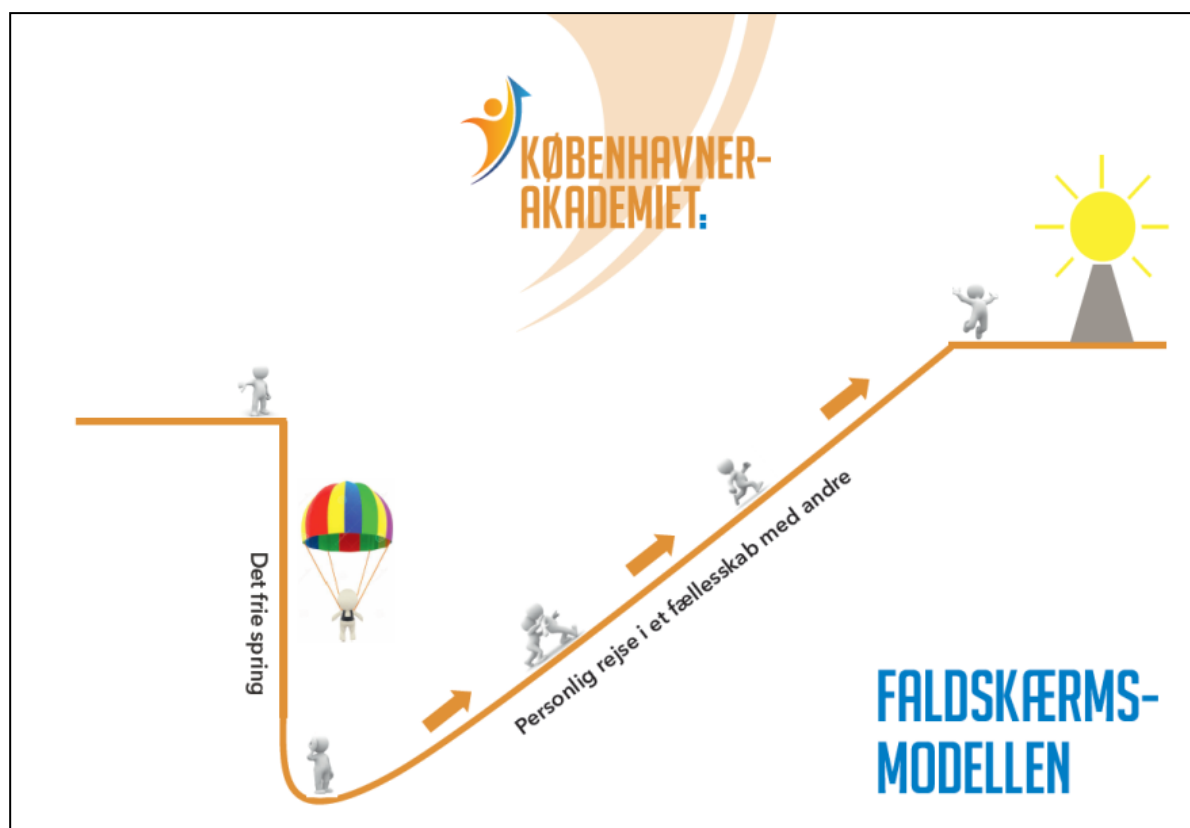 KØBENHAVNER-
AKADEMIET:
Det frie spring
Personlig rejse i et fællesskab med andre
FALDSKÆRMS-
MODELLEN